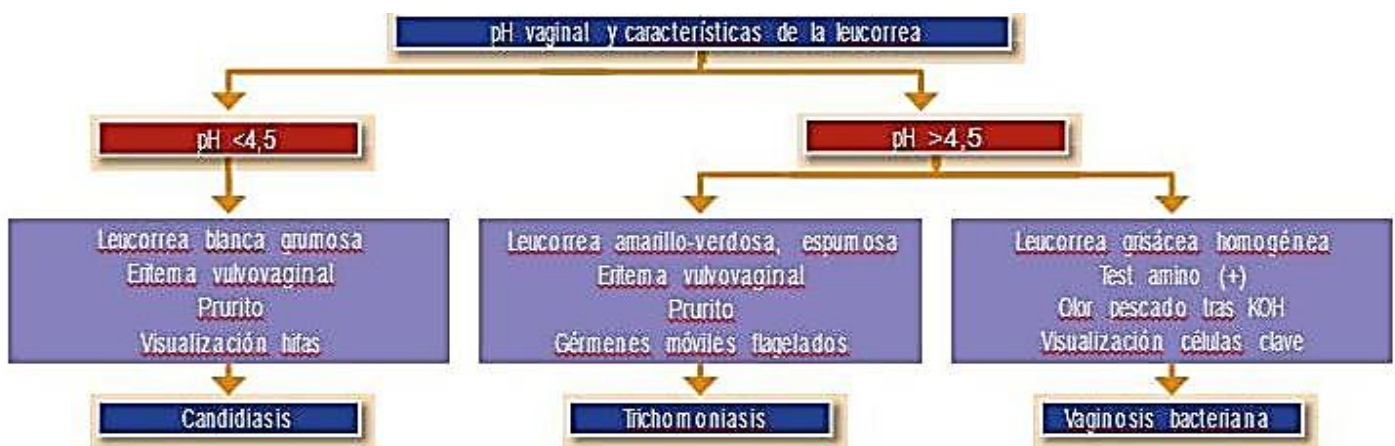 pH vaginal y características de la leucorrea
pH <4,5
pH >4,5
Leucorrea blanca grumosa
Eritema vulvovaginal
Prurito
Visualización hifas
Leucorrea amarillo-verdosa, espumosa
Eritema vulvovaginal
Prurito
Gérmenes móviles flagelados
Leucorrea grisácea homogénea
Test amino (+)
Olor pescado tras KOH
Visualización células clave
Candidiasis
Trichomoniasis
Vaginosis bacteriana